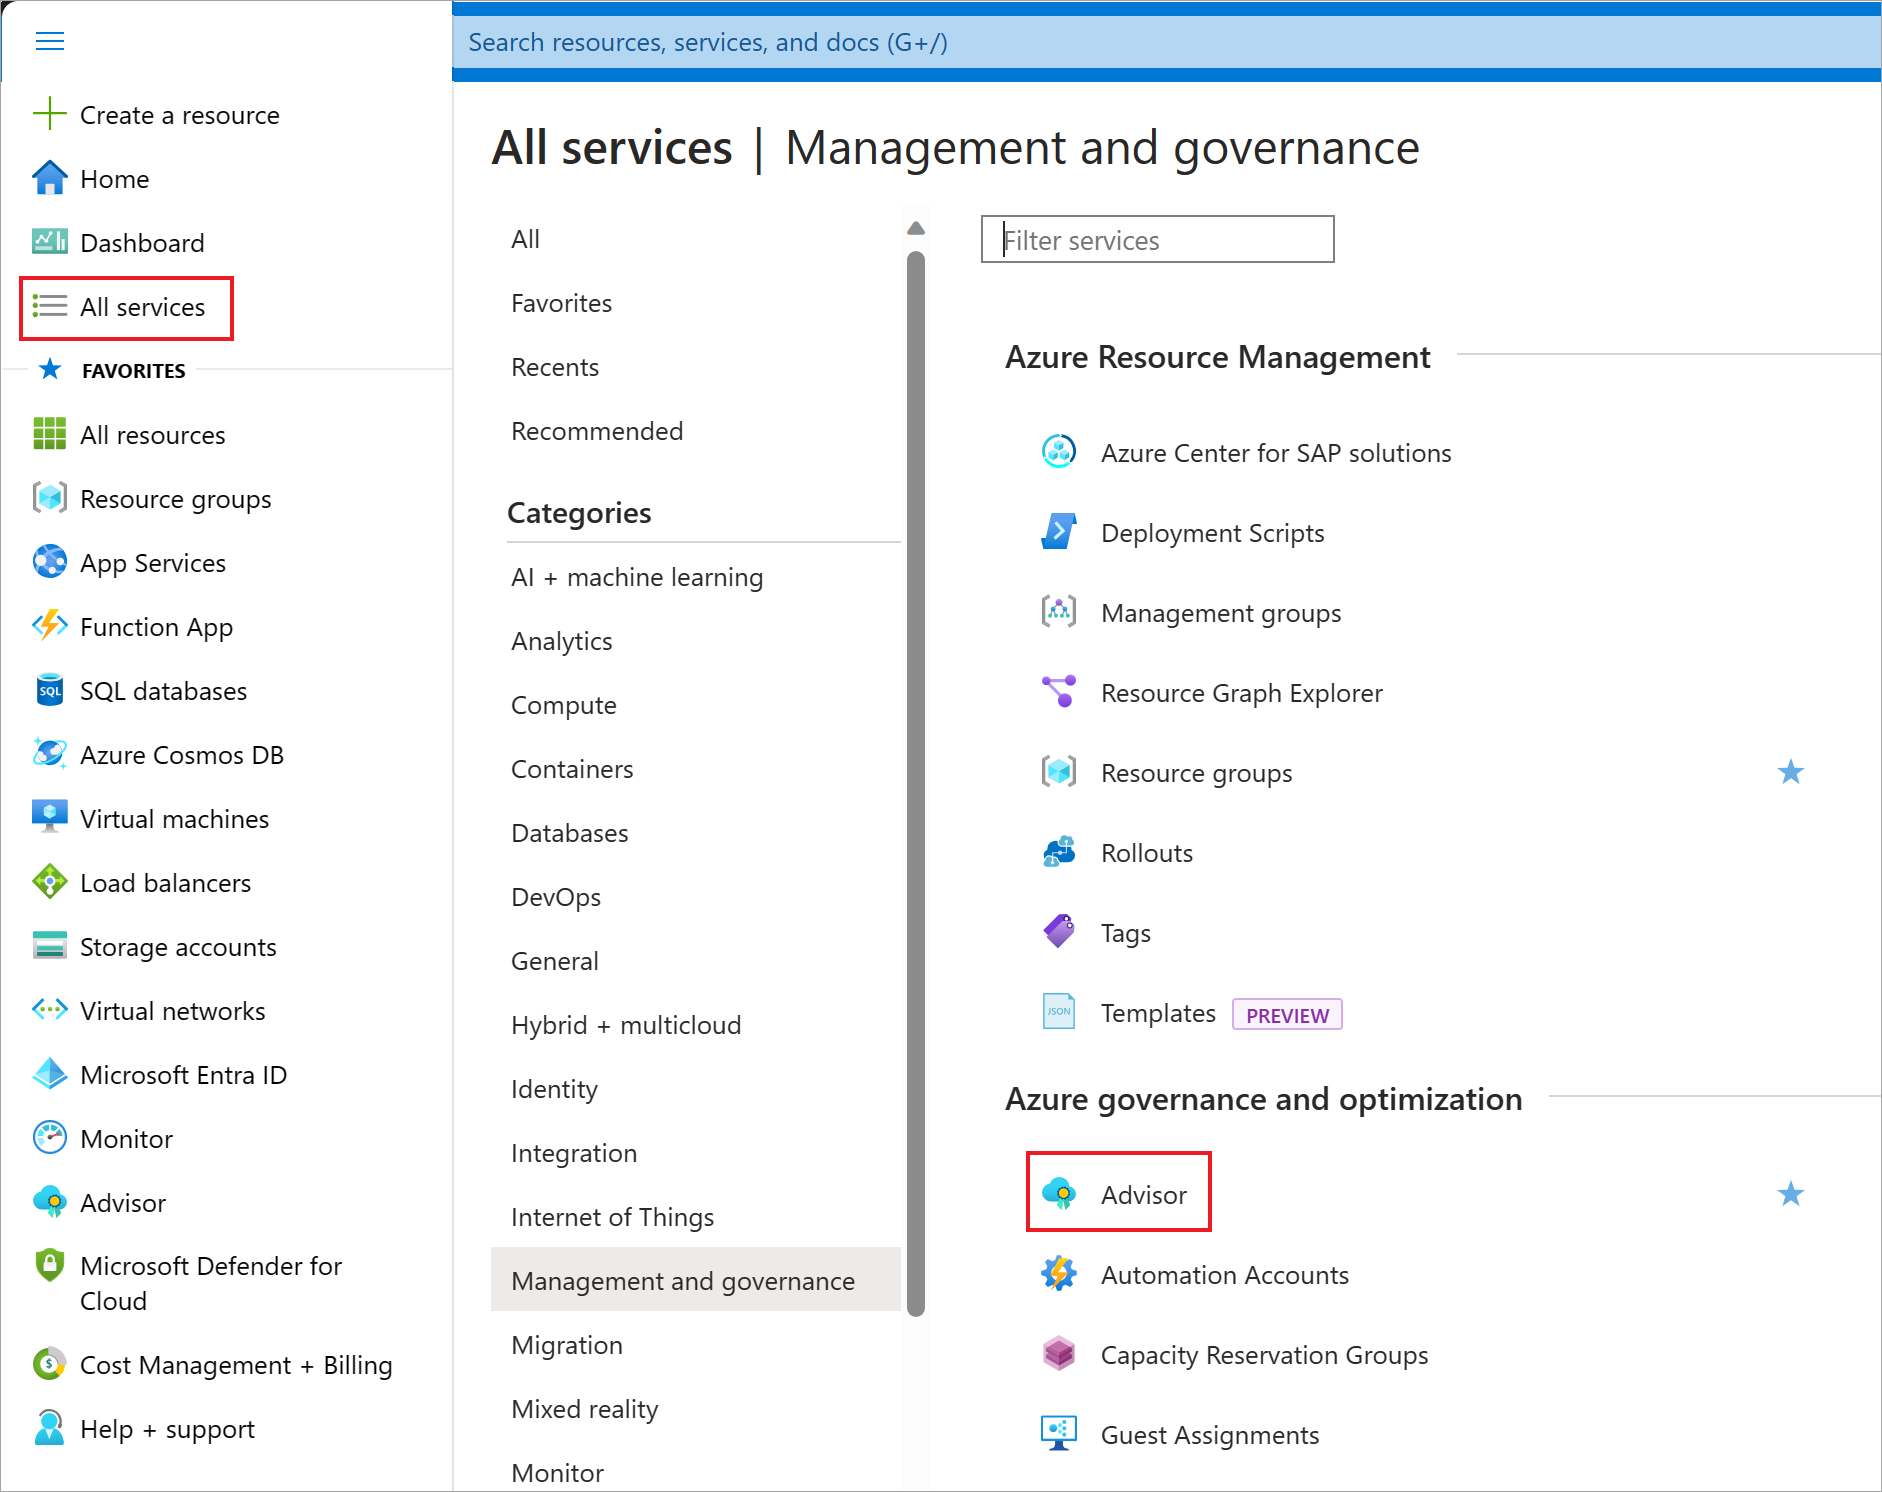 Search resources, services, and docs (G+/)
Create a resource
Home
Dashboard
All services
FAVORITES
All resources
Resource groups
App Services
Function App
SQL
SQL databases
Azure Cosmos DB
Virtual machines
Load balancers
Storage accounts
Virtual networks
Microsoft Entra ID
Monitor
Advisor
Microsoft Defender for
Cloud
$
Cost Management + Billing
Help + support
All services | Management and governance
All
Favorites
Recents
Recommended
Categories
AI + machine learning
Analytics
Compute
Containers
Databases
DevOps
General
Hybrid + multicloud
Identity
Integration
Internet of Things
Management and governance
Migration
Mixed reality
Monitor
Filter services
Azure Resource Management
Azure Center for SAP solutions
Deployment Scripts
Management groups
Resource Graph Explorer
Resource groups
Rollouts
Tags
JSON
Templates PREVIEW
Azure governance and optimization
Advisor
Automation Accounts
Capacity Reservation Groups
Guest Assignments